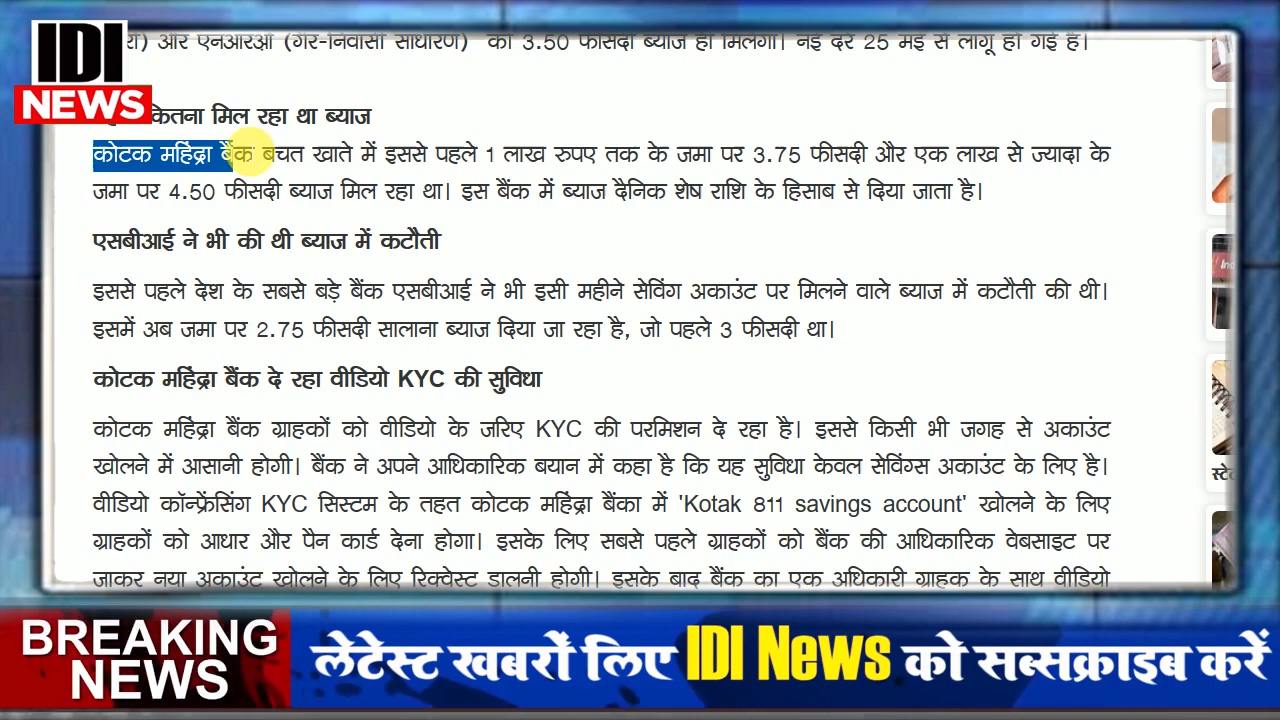 IDI
NEWS
और एनआरओ (गैर-निवासी साधारण) को 3.50 फीसदी ब्याज ही मिलेगा। नई दरें 25 मई से लागू हो गई हैं।
कितना मिल रहा था ब्याज
कोटक महिंद्रा बैंक बचत खाते में इससे पहले 1 लाख रुपए तक के जमा पर 3.75 फीसदी और एक लाख से ज्यादा के
जमा पर 4.50 फीसदी ब्याज मिल रहा था। इस बैंक में ब्याज दैनिक शेष राशि के हिसाब से दिया जाता है।
एसबीआई ने भी की थी ब्याज में कटौती
इससे पहले देश के सबसे बड़े बैंक एसबीआई ने भी इसी महीने सेविंग अकाउंट पर मिलने वाले ब्याज में कटौती की थी।
इसमें अब जमा पर 2.75 फीसदी सालाना ब्याज दिया जा रहा है, जो पहले 3 फीसदी था।
कोटक महिंद्रा बैंक दे रहा वीडियो KYC की सुविधा
कोटक महिंद्रा बैंक ग्राहकों को वीडियो के जरिए KYC की परमिशन दे रहा है। इससे किसी भी जगह से अकाउंट
खोलने में आसानी होगी। बैंक ने अपने आधिकारिक बयान में कहा है कि यह सुविधा केवल सेविंग्स अकाउंट के लिए है।
वीडियो कॉन्फ्रेंसिंग KYC सिस्टम के तहत कोटक महिंद्रा बैंका में 'Kotak 811 savings account' खोलने के लिए
ग्राहकों को आधार और पैन कार्ड देना होगा। इसके लिए सबसे पहले ग्राहकों को बैंक की आधिकारिक वेबसाइट पर
जाकर नया अकाउंट खोलने के लिए रिक्वेस्ट डालनी होगी। इसके बाद बैंक का एक अधिकारी ग्राहक के साथ वीडियो
BREAKING
NEWS
लेटेस्ट खबरों लिए IDI News को सब्सक्राइब करें